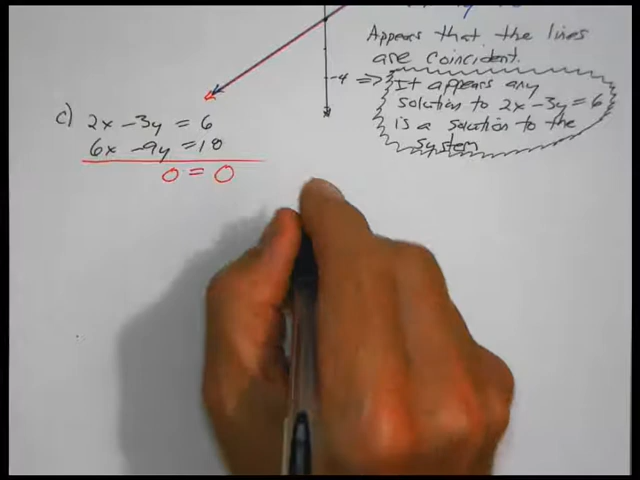 Appears that the lines
are coincident.
-4 => It appears any
solution to 2x - 3y = 6
is a solution to the
system
c) 2x - 3y = 6
6x - 9y = 18
0 = 0